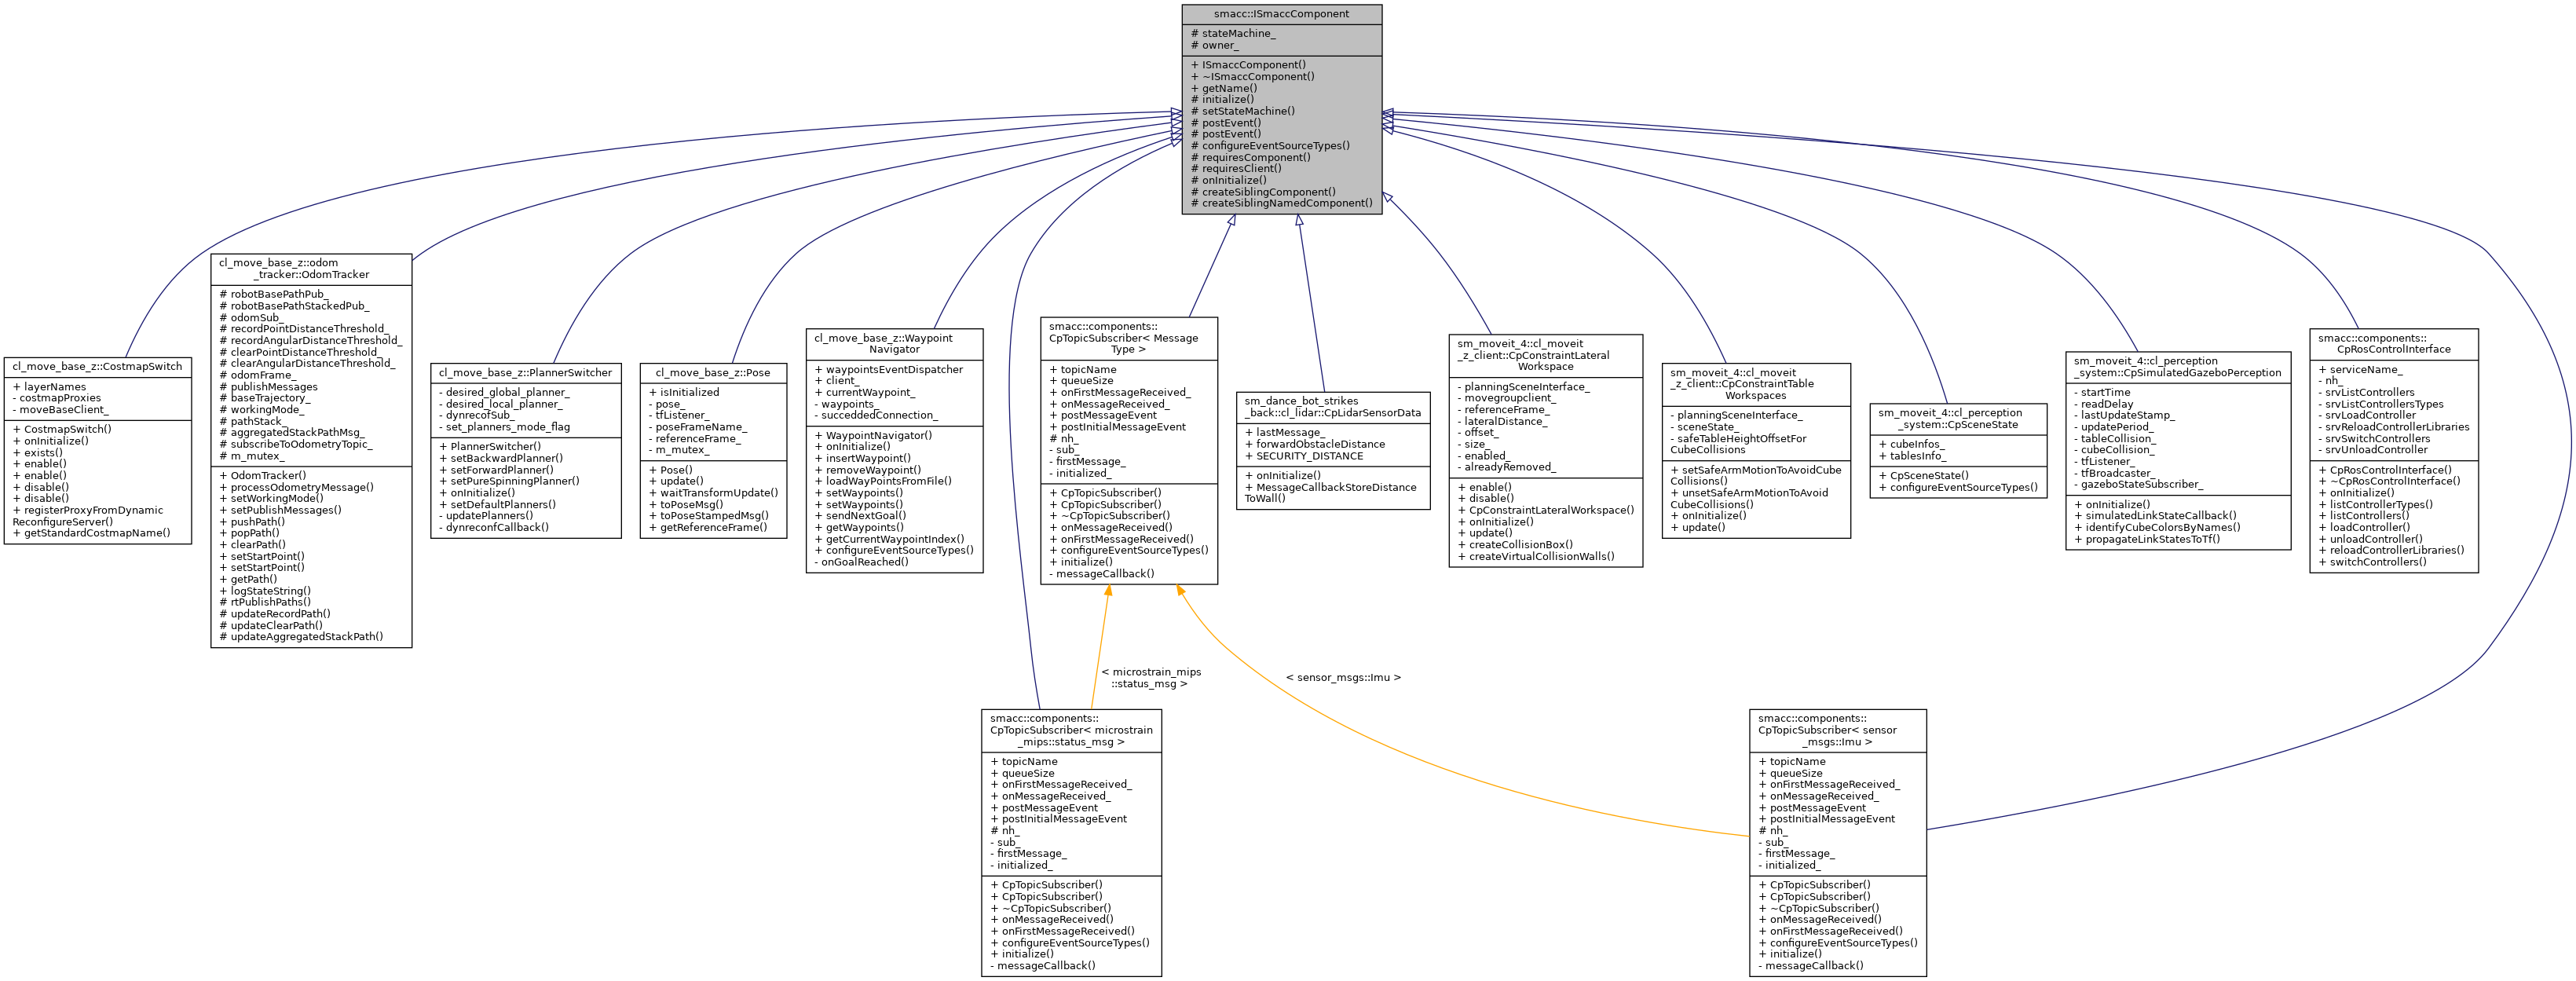 smacc::ISmaccComponent
# stateMachine_
# owner_
+ ISmaccComponent()
+ ~ISmaccComponent()
+ getName()
# initialize()
# setStateMachine()
# postEvent()
# postEvent()
# configureEventSourceTypes()
# requiresComponent()
# requiresClient()
# onInitialize()
# createSiblingComponent()
# createSiblingNamedComponent()
cl_move_base_z::CostmapSwitch
+ layerNames
- costmapProxies
- moveBaseClient_
+ CostmapSwitch()
+ onInitialize()
+ exists()
+ enable()
+ enable()
+ disable()
+ disable()
+ registerProxyFromDynamic
ReconfigureServer()
+ getStandardCostmapName()
cl_move_base_z::odom
_tracker::OdomTracker
# robotBasePathPub_
# robotBasePathStackedPub_
# odomSub_
# recordPointDistanceThreshold_
# recordAngularDistanceThreshold_
# clearPointDistanceThreshold_
# clearAngularDistanceThreshold_
# odomFrame_
# publishMessages
# baseTrajectory_
# workingMode_
# pathStack_
# aggregatedStackPathMsg_
# subscribeToOdometryTopic_
# m_mutex_
+ OdomTracker()
+ processOdometryMessage()
+ setWorkingMode()
+ setPublishMessages()
+ pushPath()
+ popPath()
+ clearPath()
+ setStartPoint()
+ setStartPoint()
+ getPath()
+ logStateString()
# rtPublishPaths()
# updateRecordPath()
# updateClearPath()
# updateAggregatedStackPath()
cl_move_base_z::PlannerSwitcher
- desired_global_planner_
- desired_local_planner_
- dynrecofSub_
- set_planners_mode_flag
+ PlannerSwitcher()
+ setBackwardPlanner()
+ setForwardPlanner()
+ setPureSpinningPlanner()
+ onInitialize()
+ setDefaultPlanners()
- updatePlanners()
- dynreconfCallback()
cl_move_base_z::Pose
+ isInitialized
- pose_
- tfListener_
- poseFrameName_
- referenceFrame_
- m_mutex_
+ Pose()
+ update()
+ waitTransformUpdate()
+ toPoseMsg()
+ toPoseStampedMsg()
+ getReferenceFrame()
cl_move_base_z::Waypoint
Navigator
+ waypointsEventDispatcher
+ client_
+ currentWaypoint_
- waypoints_
- succeddedConnection_
+ WaypointNavigator()
+ onInitialize()
+ insertWaypoint()
+ removeWaypoint()
+ loadWayPointsFromFile()
+ setWaypoints()
+ setWaypoints()
+ sendNextGoal()
+ getWaypoints()
+ getCurrentWaypointIndex()
+ configureEventSourceTypes()
- onGoalReached()
smacc::components::
CpTopicSubscriber< Message
Type >
+ topicName
+ queueSize
+ onFirstMessageReceived_
+ onMessageReceived_
+ postMessageEvent
+ postInitialMessageEvent
# nh_
- sub_
- firstMessage_
- initialized_
+ CpTopicSubscriber()
+ CpTopicSubscriber()
+ ~CpTopicSubscriber()
+ onMessageReceived()
+ onFirstMessageReceived()
+ configureEventSourceTypes()
+ initialize()
- messageCallback()
sm_dance_bot_strikes
_back::cl_lidar::CpLidarSensorData
+ lastMessage_
+ forwardObstacleDistance
+ SECURITY_DISTANCE
+ onInitialize()
+ MessageCallbackStoreDistance
ToWall()
sm_moveit_4::cl_moveit
_z_client::CpConstraintLateral
Workspace
- planningSceneInterface_
- movegroupclient_
- referenceFrame_
- lateralDistance_
- offset_
- size_
- enabled_
- alreadyRemoved_
+ enable()
+ disable()
+ CpConstraintLateralWorkspace()
+ onInitialize()
+ update()
+ createCollisionBox()
+ createVirtualCollisionWalls()
sm_moveit_4::cl_moveit
_z_client::CpConstraintTable
Workspaces
- planningSceneInterface_
- sceneState_
- safeTableHeightOffsetFor
CubeCollisions
+ setSafeArmMotionToAvoidCube
Collisions()
+ unsetSafeArmMotionToAvoid
CubeCollisions()
+ onInitialize()
+ update()
sm_moveit_4::cl_perception
_system::CpSceneState
+ cubeInfos_
+ tablesInfo_
+ CpSceneState()
+ configureEventSourceTypes()
sm_moveit_4::cl_perception
_system::CpSimulatedGazeboPerception
- startTime
- readDelay
- lastUpdateStamp_
- updatePeriod_
- tableCollision_
- cubeCollision_
- tfListener_
- tfBroadcaster_
- gazeboStateSubscriber_
+ onInitialize()
+ simulatedLinkStateCallback()
+ identifyCubeColorsByNames()
+ propagateLinkStatesToTf()
smacc::components::
CpRosControlInterface
+ serviceName_
- nh_
- srvListControllers
- srvListControllersTypes
- srvLoadController
- srvReloadControllerLibraries
- srvSwitchControllers
- srvUnloadController
+ CpRosControlInterface()
+ ~CpRosControlInterface()
+ onInitialize()
+ listControllerTypes()
+ listControllers()
+ loadController()
+ unloadController()
+ reloadControllerLibraries()
+ switchControllers()
< microstrain_mips
::status_msg >
< sensor_msgs::Imu >
smacc::components::
CpTopicSubscriber< microstrain
_mips::status_msg >
+ topicName
+ queueSize
+ onFirstMessageReceived_
+ onMessageReceived_
+ postMessageEvent
+ postInitialMessageEvent
# nh_
- sub_
- firstMessage_
- initialized_
+ CpTopicSubscriber()
+ CpTopicSubscriber()
+ ~CpTopicSubscriber()
+ onMessageReceived()
+ onFirstMessageReceived()
+ configureEventSourceTypes()
+ initialize()
- messageCallback()
smacc::components::
CpTopicSubscriber< sensor
_msgs::Imu >
+ topicName
+ queueSize
+ onFirstMessageReceived_
+ onMessageReceived_
+ postMessageEvent
+ postInitialMessageEvent
# nh_
- sub_
- firstMessage_
- initialized_
+ CpTopicSubscriber()
+ CpTopicSubscriber()
+ ~CpTopicSubscriber()
+ onMessageReceived()
+ onFirstMessageReceived()
+ configureEventSourceTypes()
+ initialize()
- messageCallback()